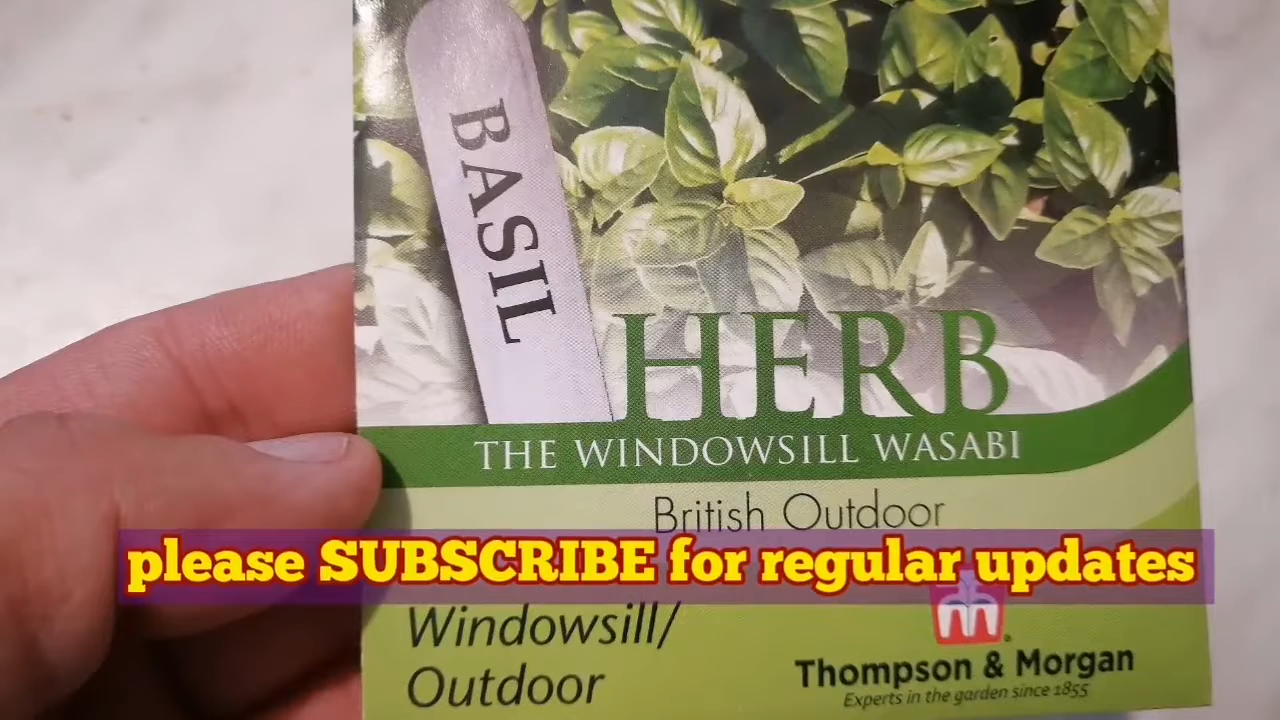 BASIL
HERB
THE WINDOWSILL WASABI
British Outdoor
please SUBSCRIBE for regular updates
Windowsill/
Outdoor
Thompson & Morgan
Experts in the garden since 1855